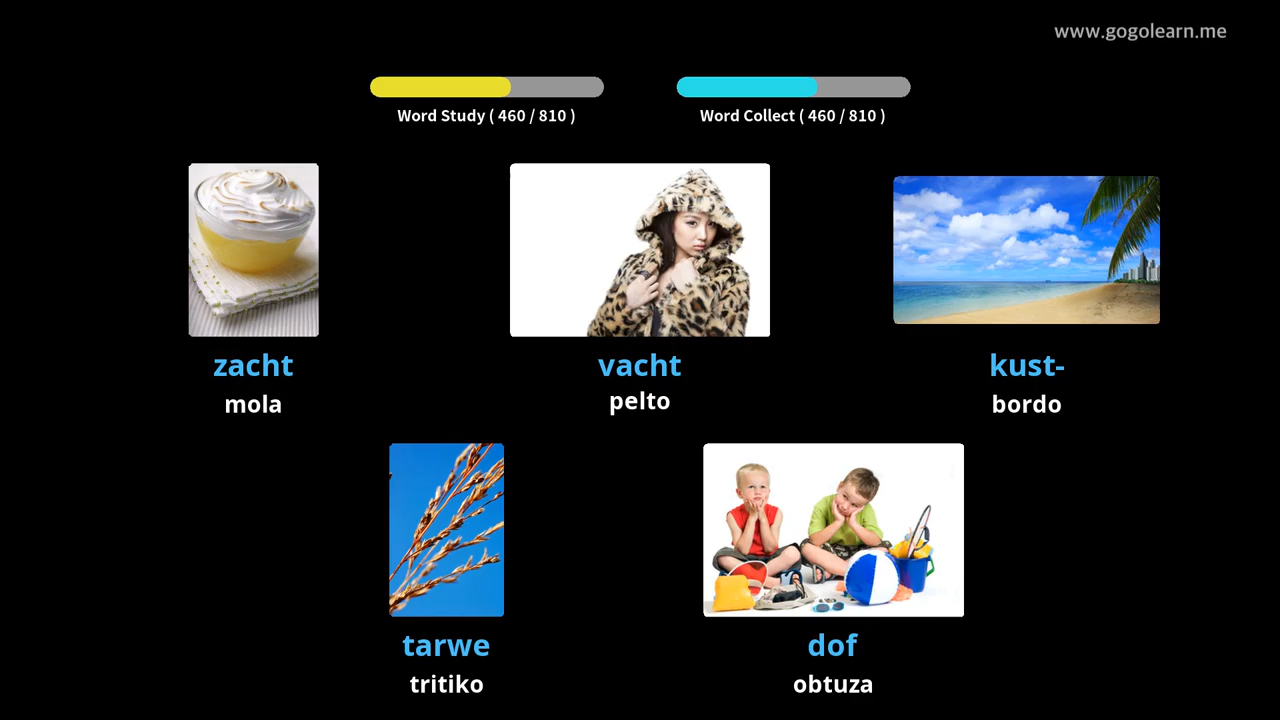 www.gogolearn.me
Word Study ( 460 / 810 )
Word Collect ( 460 / 810 )
zacht
mola
vacht
pelto
kust-
bordo
tarwe
tritiko
dof
obtuza